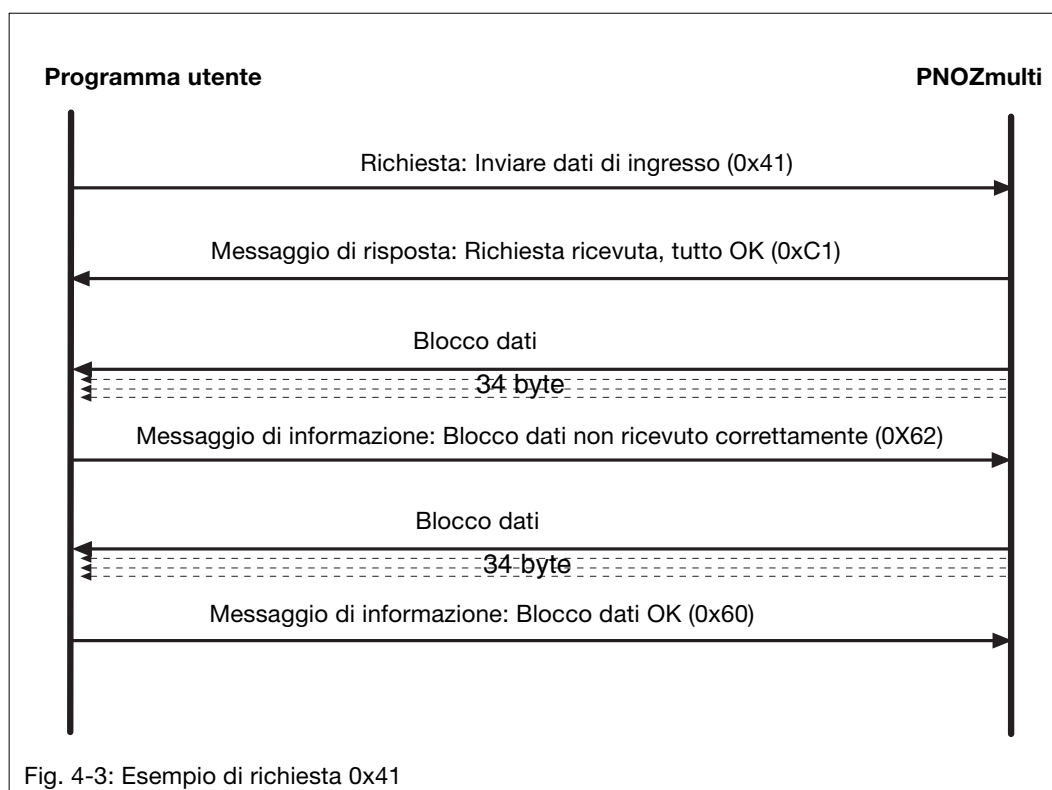 Programma utente
PNOZmulti
Richiesta: Inviare dati di ingresso (0x41)
Messaggio di risposta: Richiesta ricevuta, tutto OK (0xC1)
Blocco dati
34 byte
Messaggio di informazione: Blocco dati non ricevuto correttamente (0X62)
Blocco dati
34 byte
Messaggio di informazione: Blocco dati OK (0x60)
Fig. 4-3: Esempio di richiesta 0x41